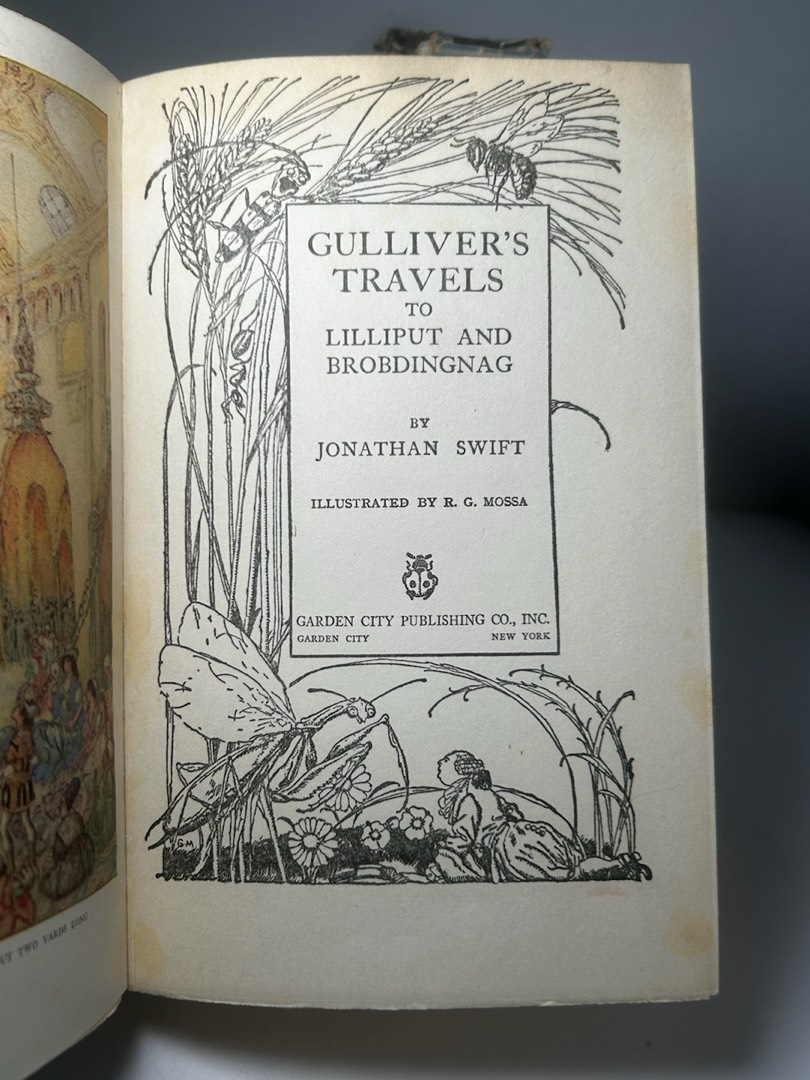 GULLIVER'S
TRAVELS
TO
LILLIPUT AND
BROBDINGNAG
BY
JONATHAN SWIFT
ILLUSTRATED BY R. G. MOSSA
GARDEN CITY PUBLISHING CO., INC.
GARDEN CITY NEW YORK
GM
TWO YARDS LONG